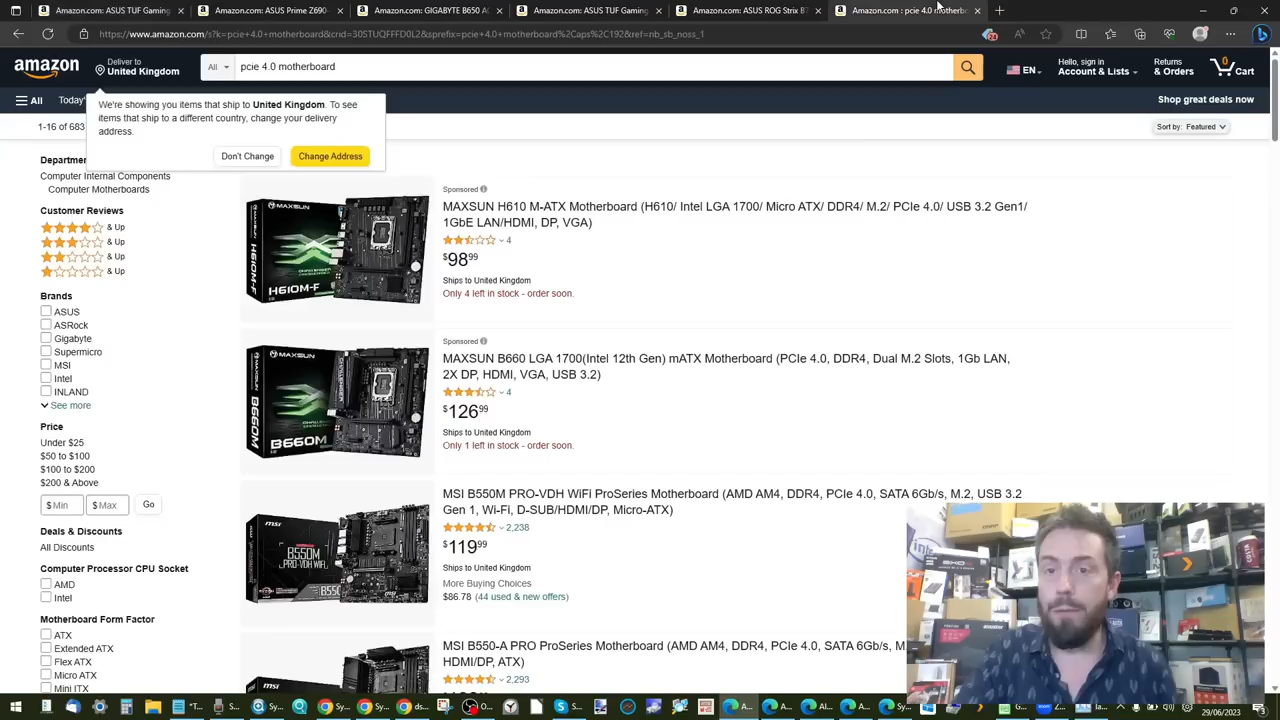 Amazon.com: ASUS TUF Gaming
Amazon.com: ASUS Prime Z690-
Amazon.com: GIGABYTE B650 AO
Amazon.com: ASUS TUF Gaming
Amazon.com: ASUS ROG Strix B7
Amazon.com: pcie 4.0 motherbo
https://www.amazon.com/s?k=pcie+4.0+motherboard&crid=30STUQFFFD0L2&sprefix=pcie+4.0+motherboard%2Caps%2C192&ref=nb_sb_noss_1
amazon
Deliver to
United Kingdom
All
pcie 4.0 motherboard
EN
Hello, sign in
Account & Lists
Returns
& Orders
0
Cart
All
Today'
Shop great deals now
We're showing you items that ship to United Kingdom. To see
items that ship to a different country, change your delivery
address.
Don't Change
Change Address
1-16 of 683
Sort by: Featured
Departmen
Computer Internal Components
Computer Motherboards
Customer Reviews
& Up
& Up
& Up
& Up
Brands
ASUS
ASRock
Gigabyte
Supermicro
MSI
Intel
INLAND
See more
Price
Under $25
$50 to $100
$100 to $200
$200 & Above
$ Min
$ Max
Go
Deals & Discounts
All Discounts
Computer Processor CPU Socket
AMD
Intel
Motherboard Form Factor
ATX
Extended ATX
Flex ATX
Micro ATX
Mini ITX
MAXSUN
H610M-F
Sponsored
MAXSUN H610 M-ATX Motherboard (H610/ Intel LGA 1700/ Micro ATX/ DDR4/ M.2/ PCIe 4.0/ USB 3.2 Gen1/
1GbE LAN/HDMI, DP, VGA)
4
$98.99
Ships to United Kingdom
Only 4 left in stock - order soon.
MAXSUN
B660M
Sponsored
MAXSUN B660 LGA 1700(Intel 12th Gen) mATX Motherboard (PCIe 4.0, DDR4, Dual M.2 Slots, 1Gb LAN,
2X DP, HDMI, VGA, USB 3.2)
4
$126.99
Ships to United Kingdom
Only 1 left in stock - order soon.
msi
B550M
PRO-VDH WIFI
MSI B550M PRO-VDH WiFi ProSeries Motherboard (AMD AM4, DDR4, PCIe 4.0, SATA 6Gb/s, M.2, USB 3.2
Gen 1, Wi-Fi, D-SUB/HDMI/DP, Micro-ATX)
2,238
$119.99
Ships to United Kingdom
More Buying Choices
$86.78 (44 used & new offers)
msi
MSI B550-A PRO ProSeries Motherboard (AMD AM4, DDR4, PCIe 4.0, SATA 6Gb/s, M.
HDMI/DP, ATX)
2,293
29/06/2023